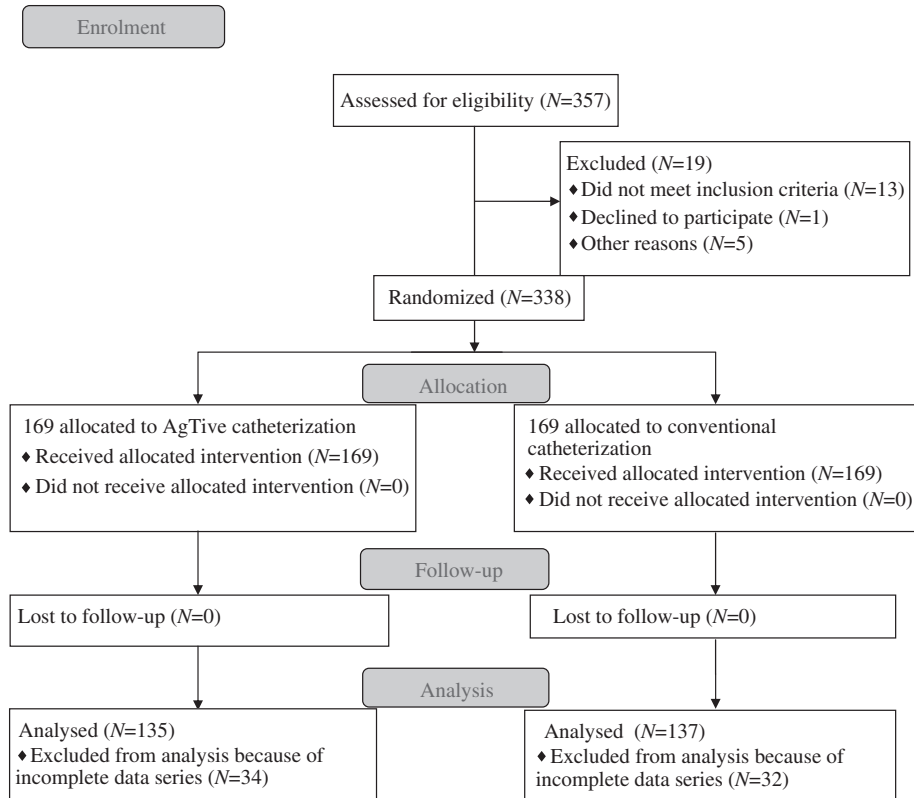 Enrolment
Assessed for eligibility (N=357)
Excluded (N=19)
♦ Did not meet inclusion criteria (N=13)
♦ Declined to participate (N=1)
♦ Other reasons (N=5)
Randomized (N=338)
Allocation
169 allocated to AgTive catheterization
♦ Received allocated intervention (N=169)
♦ Did not receive allocated intervention (N=0)
169 allocated to conventional
catheterization
♦ Received allocated intervention (N=169)
♦ Did not receive allocated intervention (N=0)
Follow-up
Lost to follow-up (N=0)
Lost to follow-up (N=0)
Analysis
Analysed (N=135)
♦ Excluded from analysis because of
incomplete data series (N=34)
Analysed (N=137)
♦ Excluded from analysis because of
incomplete data series (N=32)